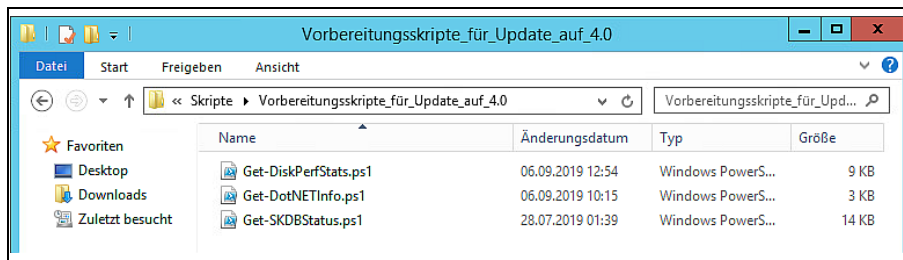 Vorbereitungsskripte_für_Update_auf_4.0
Datei Start Freigeben Ansicht
« Skripte ▸ Vorbereitungsskripte_für_Update_auf_4.0 Vorbereitungsskripte_für_Upd...
Favoriten
Desktop
Downloads
Zuletzt besucht
Name Änderungsdatum Typ Größe
Get-DiskPerfStats.ps1 06.09.2019 12:54 Windows PowerS... 9 KB
Get-DotNETInfo.ps1 06.09.2019 10:15 Windows PowerS... 3 KB
Get-SKDBStatus.ps1 28.07.2019 01:39 Windows PowerS... 14 KB